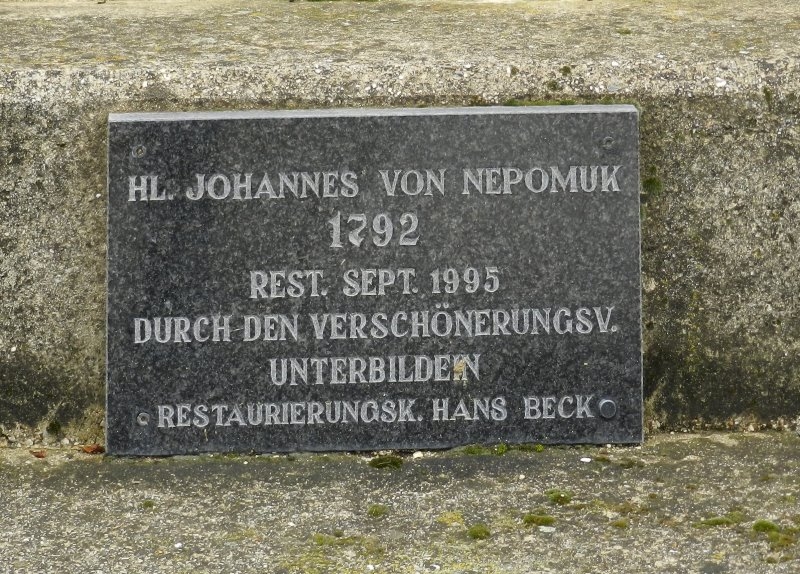 HL. JOHANNES VON NEPOMUK
1792
REST. SEPT. 1995
DURCH DEN VERSCHÖNERUNGSV.
UNTERBILDEIN
RESTAURIERUNGSK. HANS BECK